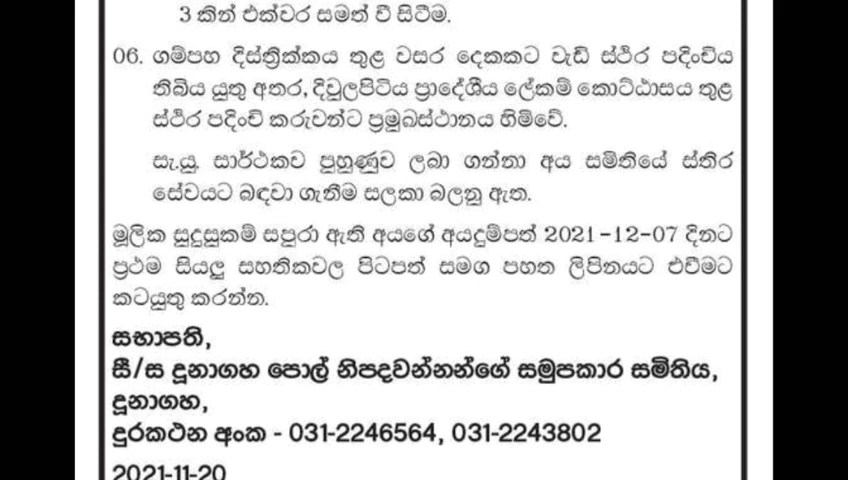 3 කින් එක්වර සමත් වී සිටීම.
06. ගම්පහ දිස්ත්‍රික්කය තුළ වසර දෙකකට වැඩි ස්ථිර පදිංචිය
තිබිය යුතු අතර, දිවුලපිටිය ප්‍රාදේශීය ලේකම් කොට්ඨාසය තුළ
ස්ථිර පදිංචි කරුවන්ට ප්‍රමුඛස්ථානය හිමිවේ.
සැ.යු. සාර්ථකව පුහුණුව ලබා ගන්නා අය සමිතියේ ස්තිර
සේවයට බඳවා ගැනීම සලකා බලනු ඇත.
මූලික සුදුසුකම් සපුරා ඇති අයගේ අයදුම්පත් 2021-12-07 දිනට
ප්‍රථම සියලු සහතිකවල පිටපත් සමග පහත ලිපිනයට එවීමට
කටයුතු කරන්න.
සභාපති,
සී/ස දූනාගහ පොල් නිපදවන්නන්ගේ සමුපකාර සමිතිය,
දූනාගහ,
දුරකථන අංක - 031-2246564, 031-2243802
2021-11-20